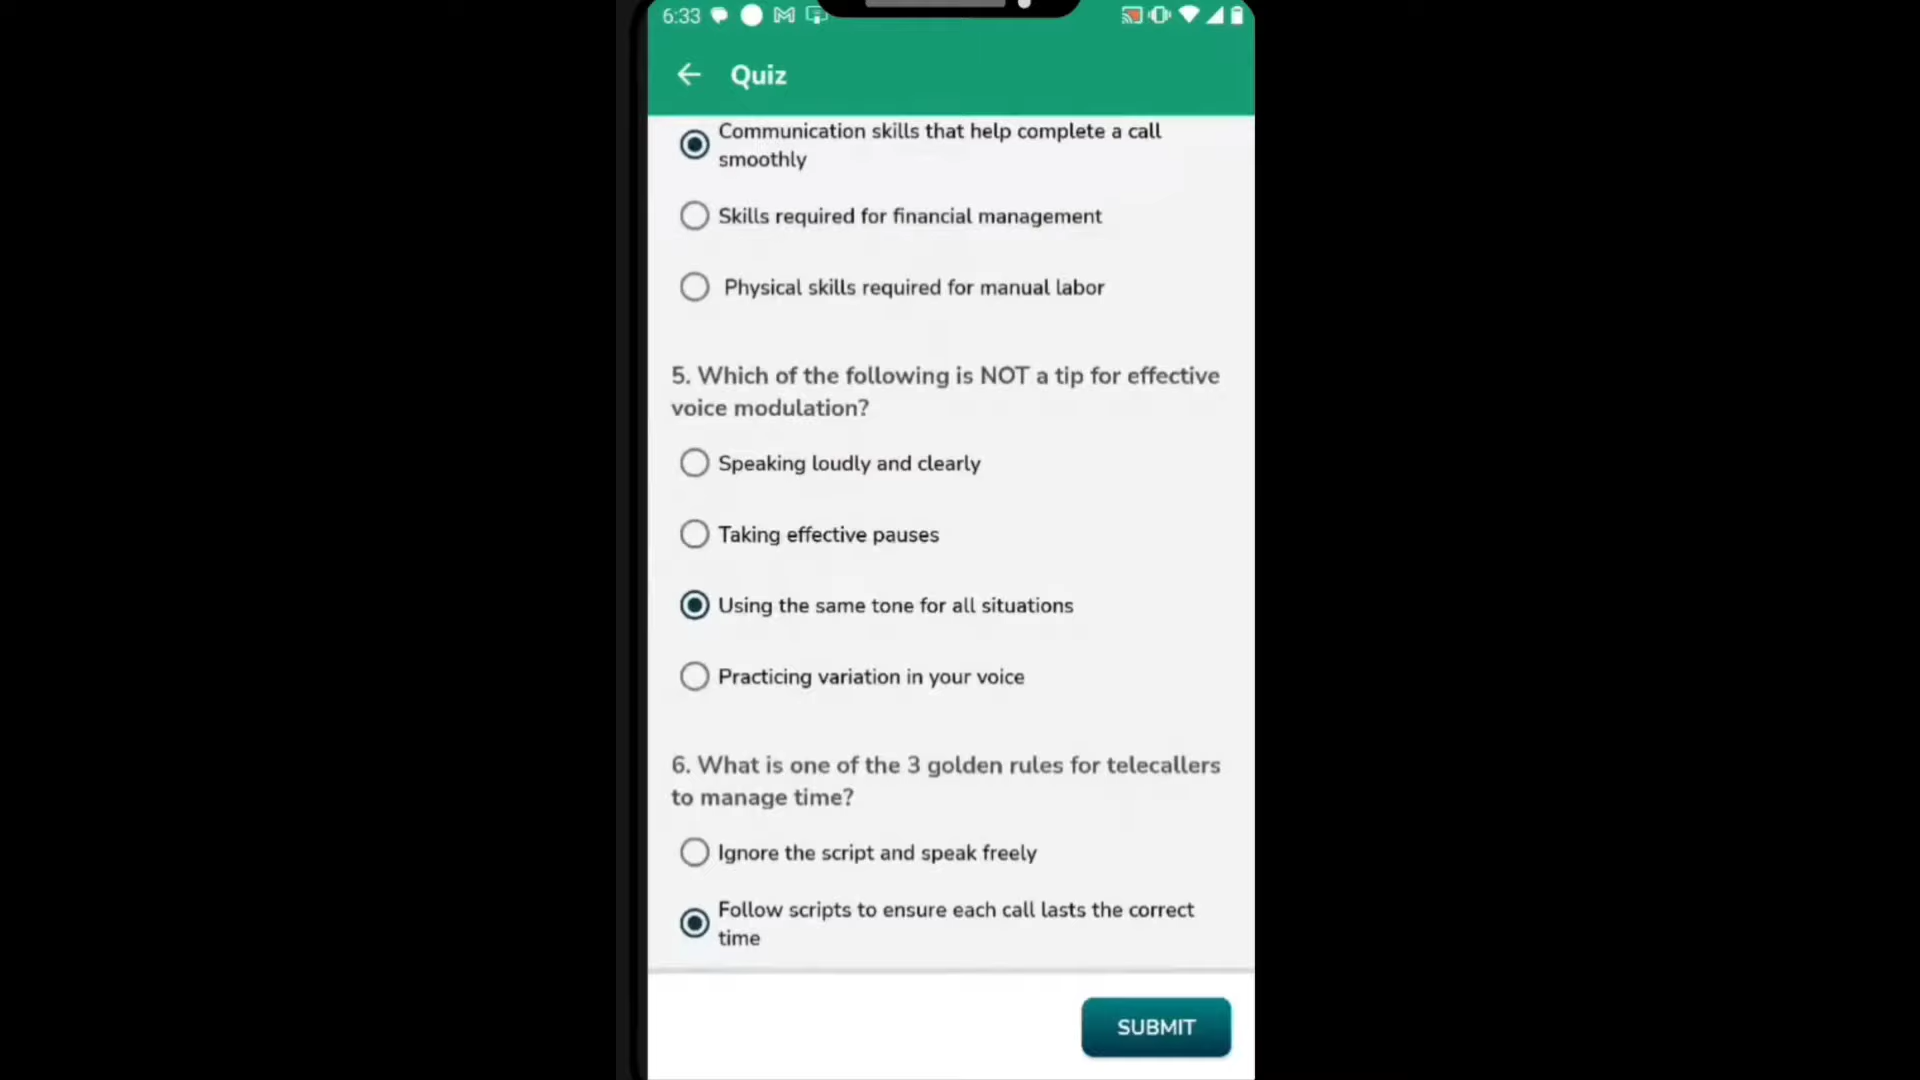 6:33
Quiz
Communication skills that help complete a call
smoothly
Skills required for financial management
Physical skills required for manual labor
5. Which of the following is NOT a tip for effective
voice modulation?
Speaking loudly and clearly
Taking effective pauses
Using the same tone for all situations
Practicing variation in your voice
6. What is one of the 3 golden rules for telecallers
to manage time?
Ignore the script and speak freely
Follow scripts to ensure each call lasts the correct
time
SUBMIT